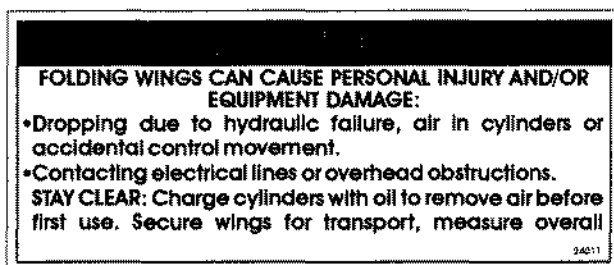 FOLDING WINGS CAN CAUSE PERSONAL INJURY AND/OR
EQUIPMENT DAMAGE:
•Dropping due to hydraulic failure, air in cylinders or
accidental control movement.
•Contacting electrical lines or overhead obstructions.
STAY CLEAR: Charge cylinders with oil to remove air before
first use. Secure wings for transport, measure overall